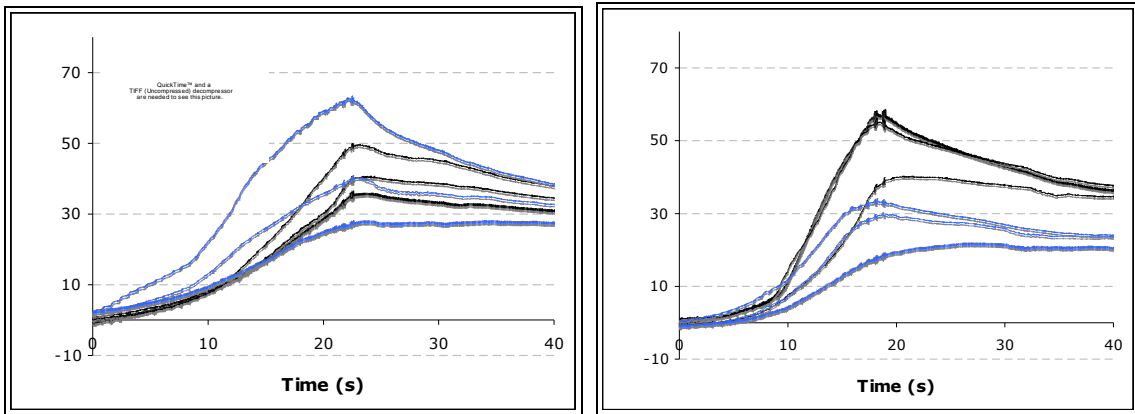 70
QuickTime™ and a
TIFF (Uncompressed) decompressor
are needed to see this picture.
50
30
10
-10
0 10 20 30 40
Time (s)
70
50
30
10
-10
0 10 20 30 40
Time (s)